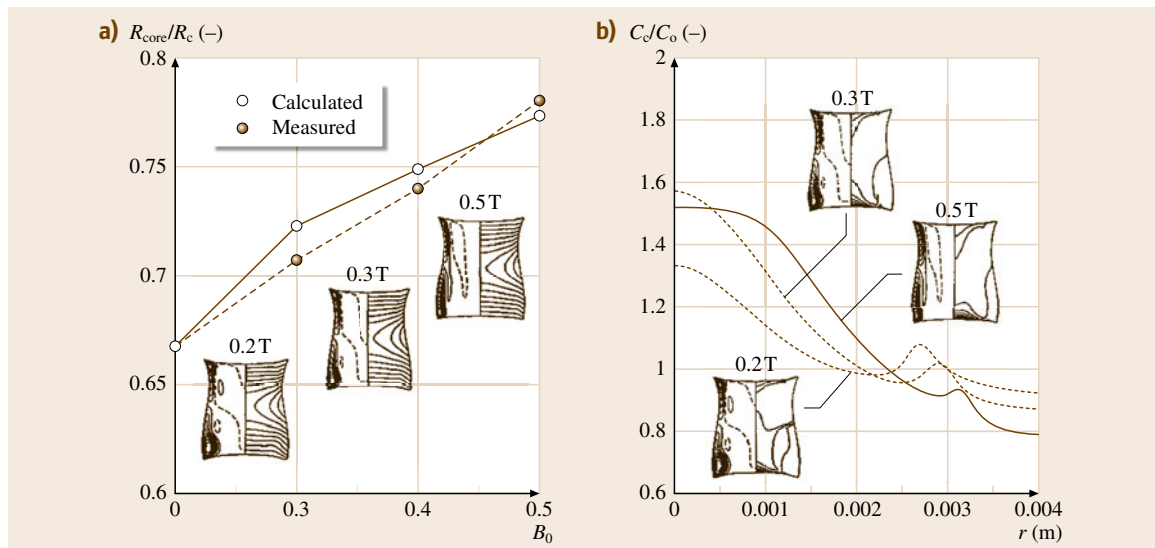 a) R_core/R_c (–)
0.8
0.75
0.7
0.65
0.6
Calculated
Measured
0.5 T
0.3 T
0.2 T
0 0.3 0.4 0.5
B_0
b) C_c/C_o (–)
2
1.8
1.6
1.4
1.2
1
0.8
0.6
0.3 T
0.5 T
0.2 T
0 0.001 0.002 0.003 0.004
r (m)